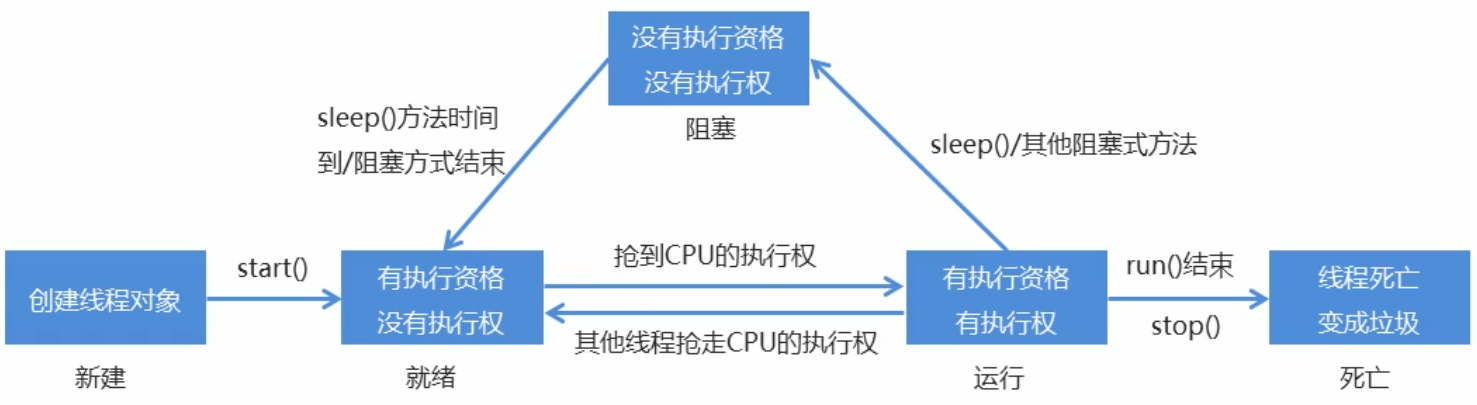 没有执行资格
没有执行权
阻塞
sleep()方法时间
到/阻塞方式结束
sleep()/其他阻塞式方法
创建线程对象
新建
start()
有执行资格
没有执行权
就绪
抢到CPU的执行权
其他线程抢走CPU的执行权
有执行资格
有执行权
运行
run()结束
stop()
线程死亡
变成垃圾
死亡